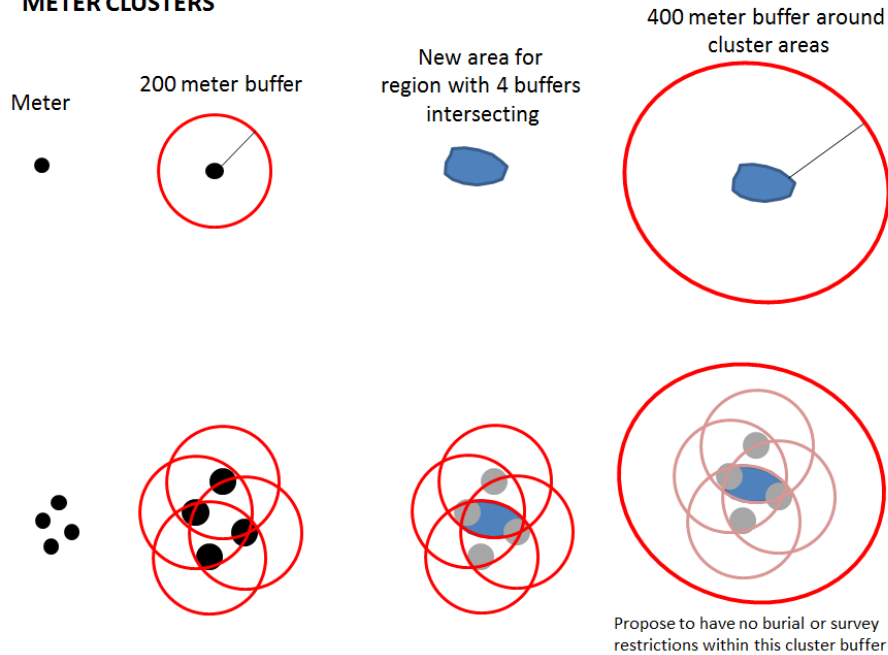 METER CLUSTERS
Meter
200 meter buffer
New area for
region with 4 buffers
intersecting
400 meter buffer around
cluster areas
Propose to have no burial or survey
restrictions within this cluster buffer